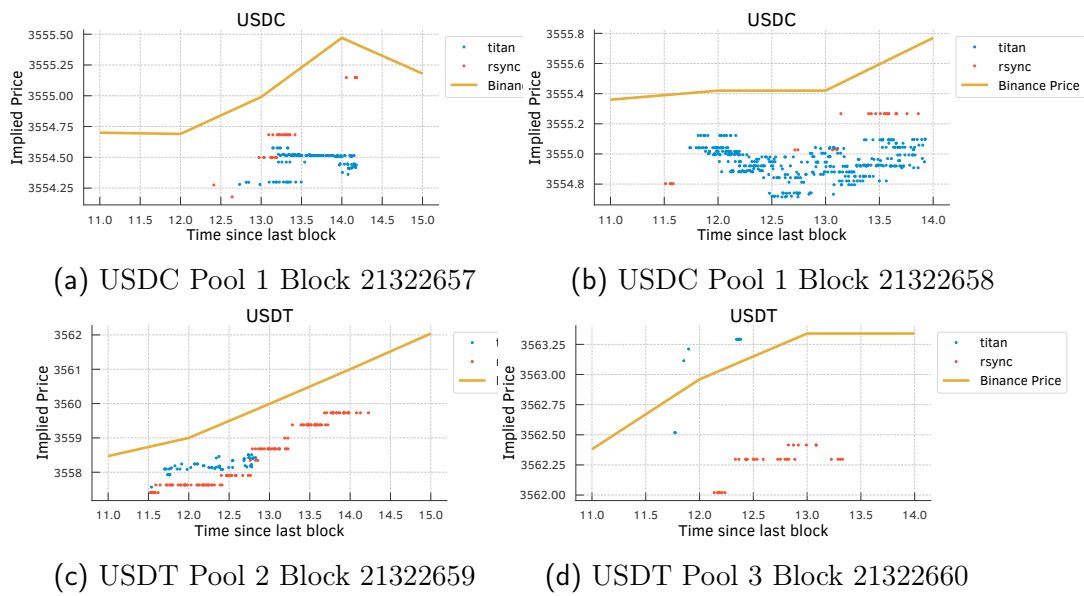 USDC
Implied Price
3555.50
3555.25
3555.00
3554.75
3554.50
3554.25
11.0 11.5 12.0 12.5 13.0 13.5 14.0 14.5 15.0
Time since last block
titan
rsync
Binance Pri
(a) USDC Pool 1 Block 21322657
USDC
Implied Price
3555.8
3555.6
3555.4
3555.2
3555.0
3554.8
11.0 11.5 12.0 12.5 13.0 13.5 14.0
Time since last block
titan
rsync
Binance Price
(b) USDC Pool 1 Block 21322658
USDT
Implied Price
3562
3561
3560
3559
3558
11.0 11.5 12.0 12.5 13.0 13.5 14.0 14.5 15.0
Time since last block
t
r
(c) USDT Pool 2 Block 21322659
USDT
Implied Price
3563.25
3563.00
3562.75
3562.50
3562.25
3562.00
11.0 11.5 12.0 12.5 13.0 13.5 14.0
Time since last block
titan
rsync
Binance Price
(d) USDT Pool 3 Block 21322660